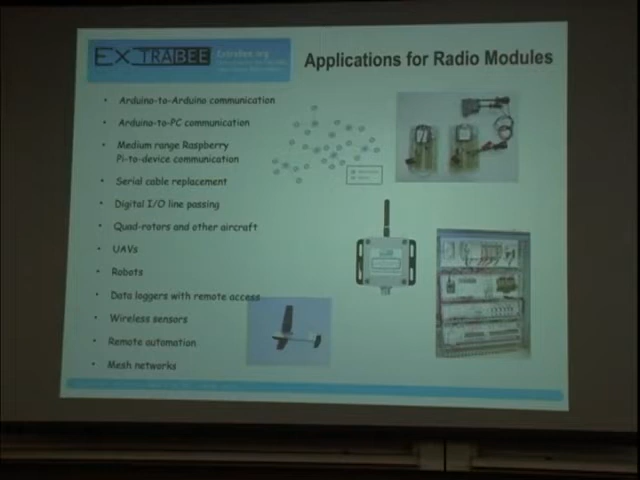 EXTRABEE
Extrabee.org
Applications for Radio Modules
Arduino-to-Arduino communication
Arduino-to-PC communication
Medium range Raspberry
Pi-to-device communication
Serial cable replacement
Digital I/O line passing
Quad-rotors and other aircraft
UAVs
Robots
Data loggers with remote access
Wireless sensors
Remote automation
Mesh networks